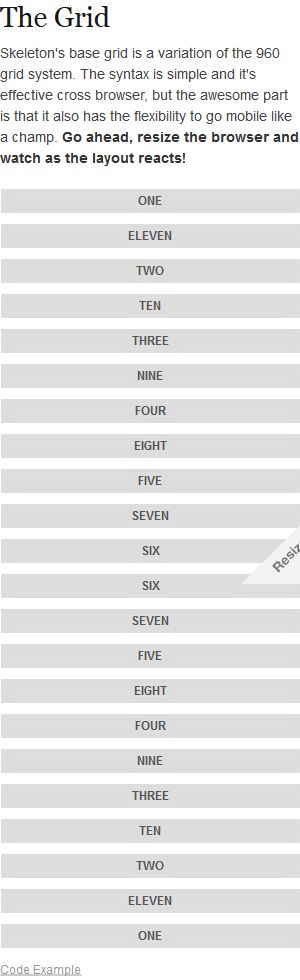 The Grid
Skeleton's base grid is a variation of the 960
grid system. The syntax is simple and it's
effective cross browser, but the awesome part
is that it also has the flexibility to go mobile like
a champ. Go ahead, resize the browser and
watch as the layout reacts!
ONE
ELEVEN
TWO
TEN
THREE
NINE
FOUR
EIGHT
FIVE
SEVEN
SIX
Resiz
SIX
SEVEN
FIVE
EIGHT
FOUR
NINE
THREE
TEN
TWO
ELEVEN
ONE
Code Example